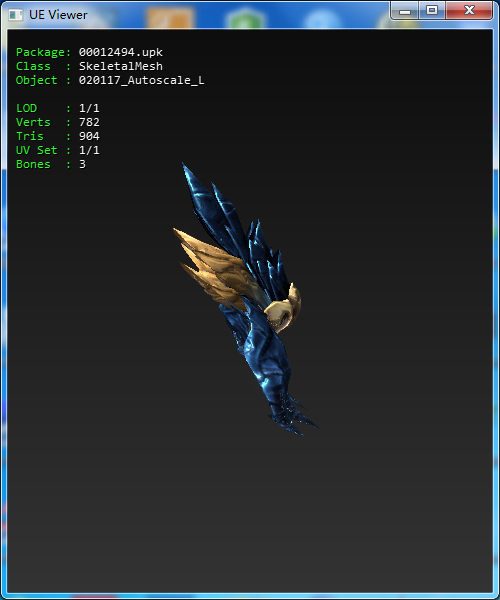 UE Viewer
Package: 00012494.upk
Class  : SkeletalMesh
Object : 020117_Autoscale_L
LOD    : 1/1
Verts  : 782
Tris   : 904
UV Set : 1/1
Bones  : 3